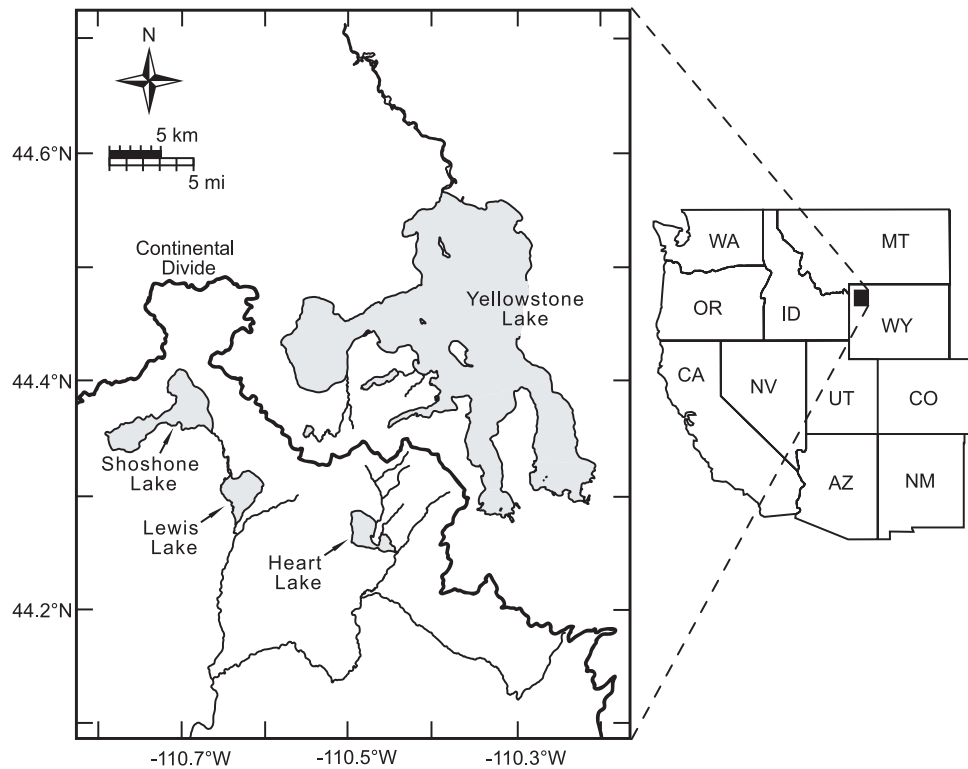 N
5 km
5 mi
44.6°N
44.4°N
44.2°N
-110.7°W
-110.5°W
-110.3°W
Continental
Divide
Yellowstone
Lake
Shoshone
Lake
Lewis
Lake
Heart
Lake
WA
MT
OR
ID
WY
CA
NV
UT
CO
AZ
NM